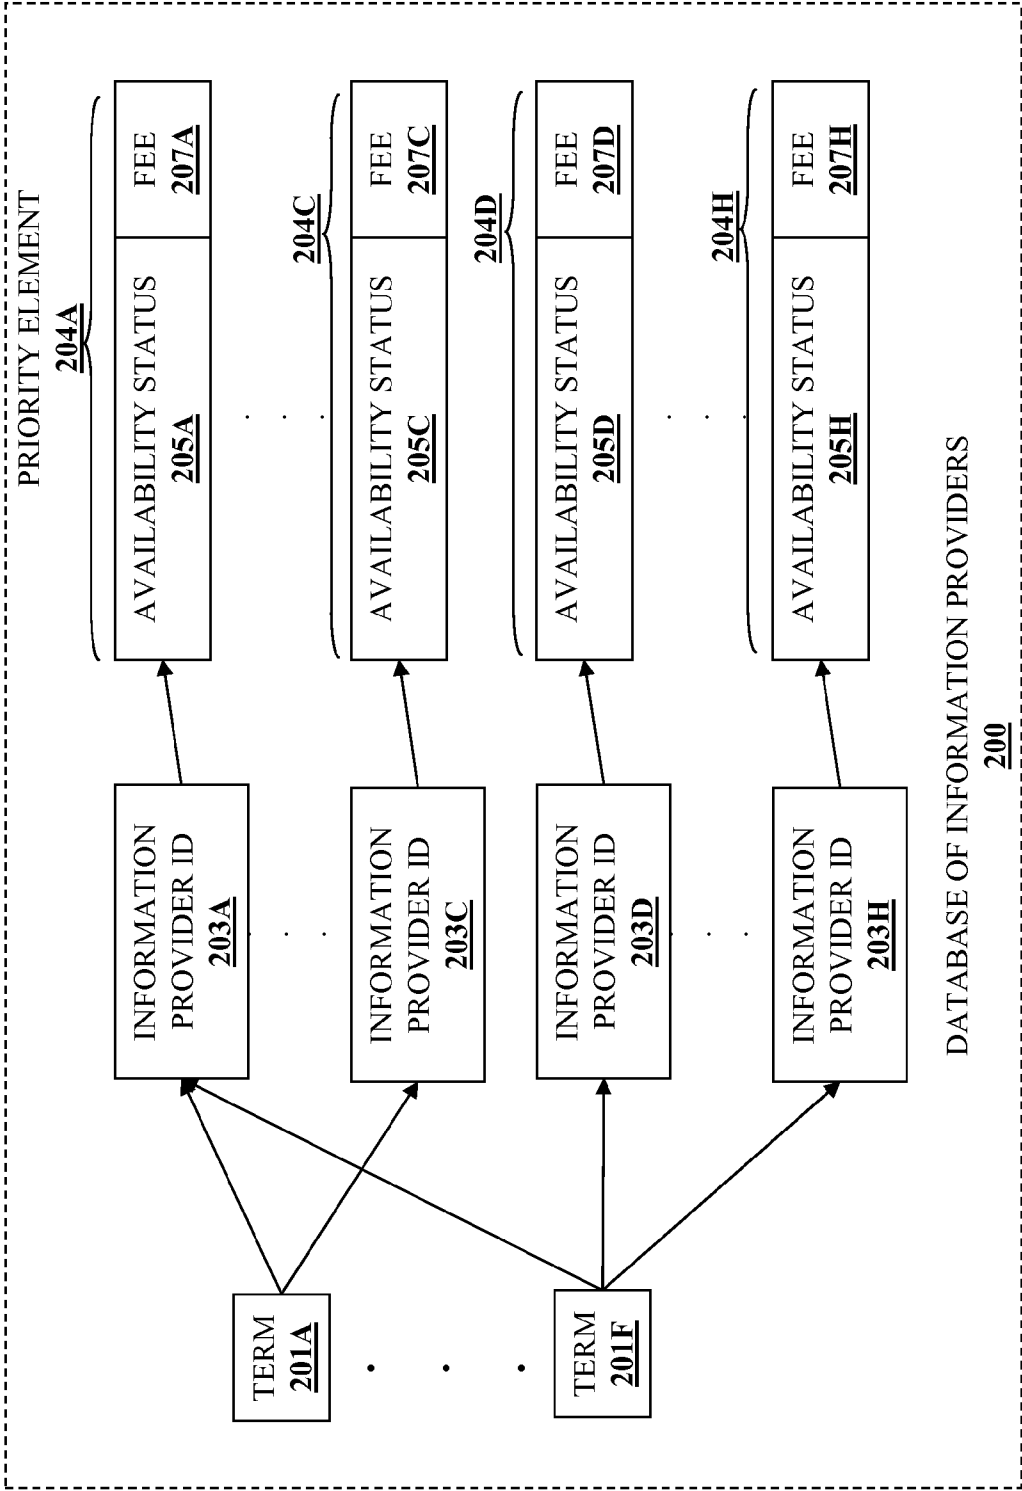 PRIORITY ELEMENT
204A
AVAILABILITY STATUS
205A
FEE
207A
204C
AVAILABILITY STATUS
205C
FEE
207C
204D
AVAILABILITY STATUS
205D
FEE
207D
204H
AVAILABILITY STATUS
205H
FEE
207H
INFORMATION
PROVIDER ID
203A
INFORMATION
PROVIDER ID
203C
INFORMATION
PROVIDER ID
203D
INFORMATION
PROVIDER ID
203H
TERM
201A
TERM
201F
DATABASE OF INFORMATION PROVIDERS
200